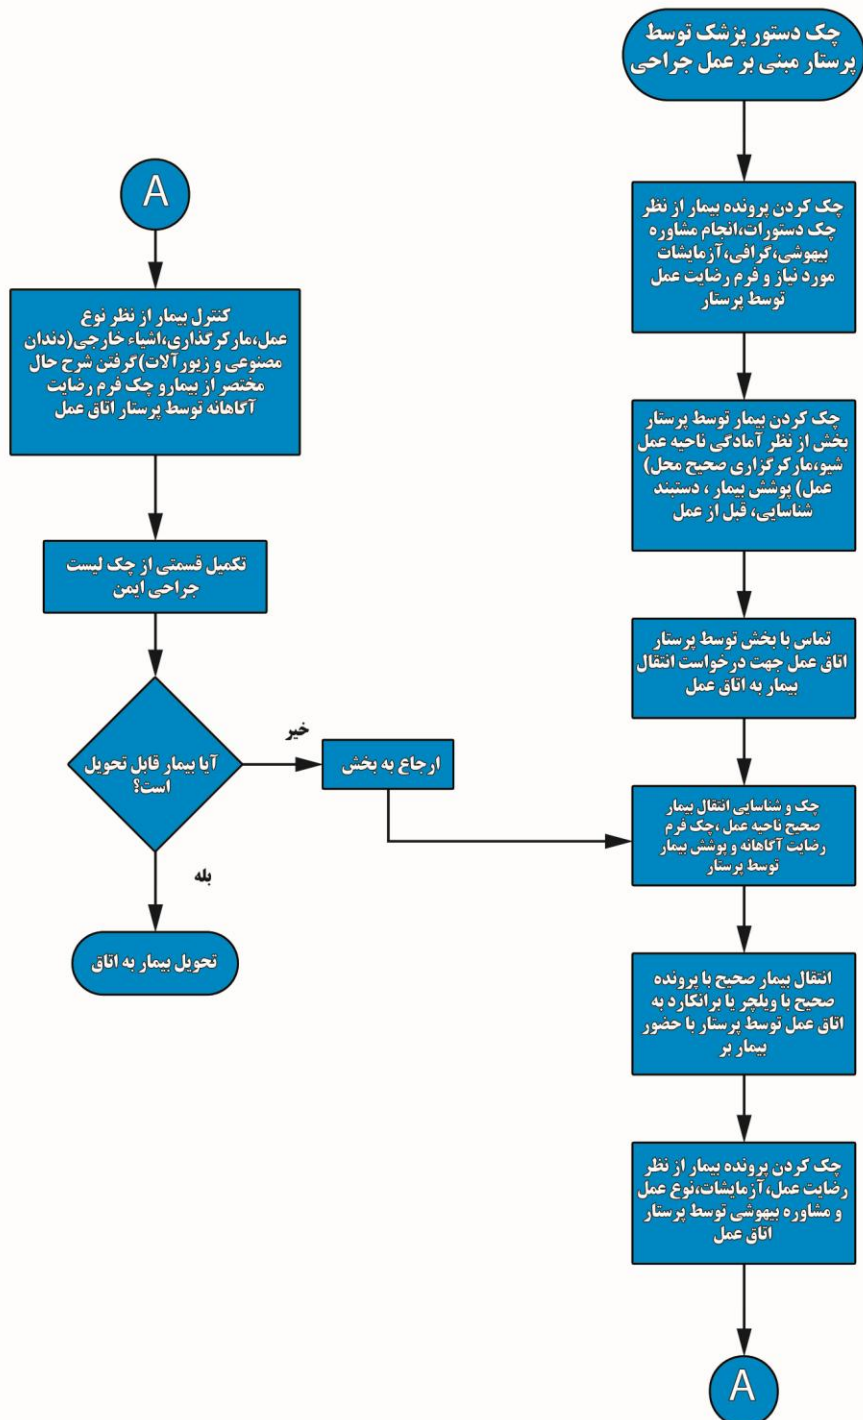 چک دستور پزشک توسط
پرستار مبنی بر عمل جراحی
چک کردن پرونده بیمار از نظر
چک دستورات،انجام مشاوره
بیهوشی،گرافی،آزمایشات
مورد نیاز و فرم رضایت عمل
توسط پرستار
چک کردن بیمار توسط پرستار
بخش از نظر آمادگی ناحیه عمل
شیو،مارکرگزاری صحیح محل)
عمل) پوشش بیمار ، دستبند
شناسایی، قبل از عمل
تماس با بخش توسط پرستار
اتاق عمل جهت درخواست انتقال
بیمار به اتاق عمل
چک و شناسایی انتقال بیمار
صحیح ناحیه عمل ،چک فرم
رضایت آگاهانه و پوشش بیمار
توسط پرستار
انتقال بیمار صحیح با پرونده
صحیح با ویلچر یا برانکارد به
اتاق عمل توسط پرستار با حضور
بیمار بر
چک کردن پرونده بیمار از نظر
رضایت عمل،آزمایشات،نوع عمل
و مشاوره بیهوشی توسط پرستار
اتاق عمل
A
A
کنترل بیمار از نظر نوع
عمل،مارکرگذاری،اشیاء خارجی(دندان
مصنوعی و زیورآلات)گرفتن شرح حال
مختصر از بیمارو چک فرم رضایت
آگاهانه توسط پرستار اتاق عمل
تکمیل قسمتی از چک لیست
جراحی ایمن
آیا بیمار قابل تحویل
است؟
خیر
ارجاع به بخش
بله
تحویل بیمار به اتاق